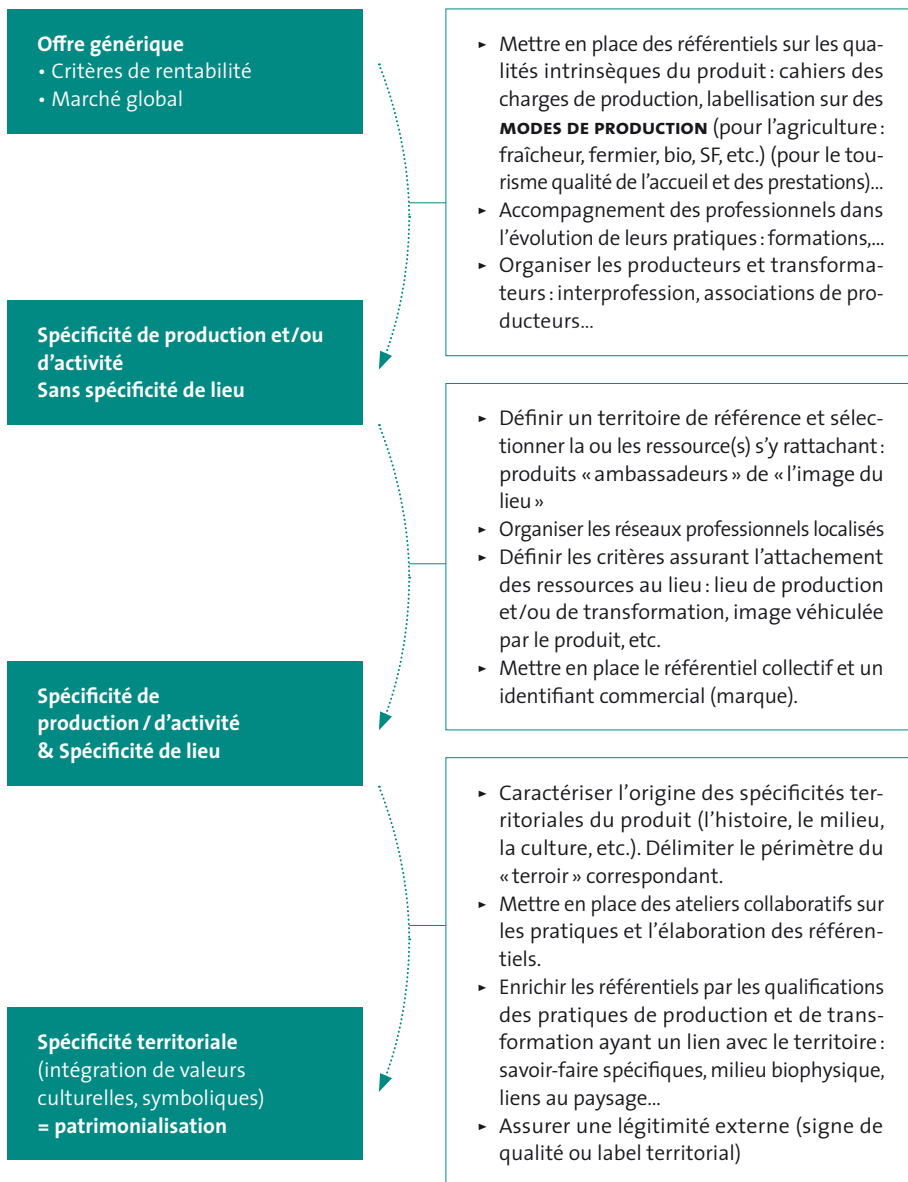 Offre générique
• Critères de rentabilité
• Marché global
► Mettre en place des référentiels sur les qua-
lités intrinsèques du produit : cahiers des
charges de production, labellisation sur des
MODES DE PRODUCTION (pour l’agriculture :
fraîcheur, fermier, bio, SF, etc.) (pour le tou-
risme qualité de l’accueil et des prestations)...
► Accompagnement des professionnels dans
l’évolution de leurs pratiques : formations,...
► Organiser les producteurs et transforma-
teurs : interprofession, associations de pro-
ducteurs...
Spécificité de production et/ou
d’activité
Sans spécificité de lieu
► Définir un territoire de référence et sélec-
tionner la ou les ressource(s) s’y rattachant :
produits « ambassadeurs » de « l’image du
lieu »
► Organiser les réseaux professionnels localisés
► Définir les critères assurant l’attachement
des ressources au lieu : lieu de production
et/ou de transformation, image véhiculée
par le produit, etc.
► Mettre en place le référentiel collectif et un
identifiant commercial (marque).
Spécificité de
production / d’activité
& Spécificité de lieu
► Caractériser l’origine des spécificités ter-
ritoriales du produit (l’histoire, le milieu,
la culture, etc.). Délimiter le périmètre du
« terroir » correspondant.
► Mettre en place des ateliers collaboratifs sur
les pratiques et l’élaboration des référen-
tiels.
► Enrichir les référentiels par les qualifications
des pratiques de production et de trans-
formation ayant un lien avec le territoire :
savoir-faire spécifiques, milieu biophysique,
liens au paysage...
► Assurer une légitimité externe (signe de
qualité ou label territorial)
Spécificité territoriale
(intégration de valeurs
culturelles, symboliques)
= patrimonialisation